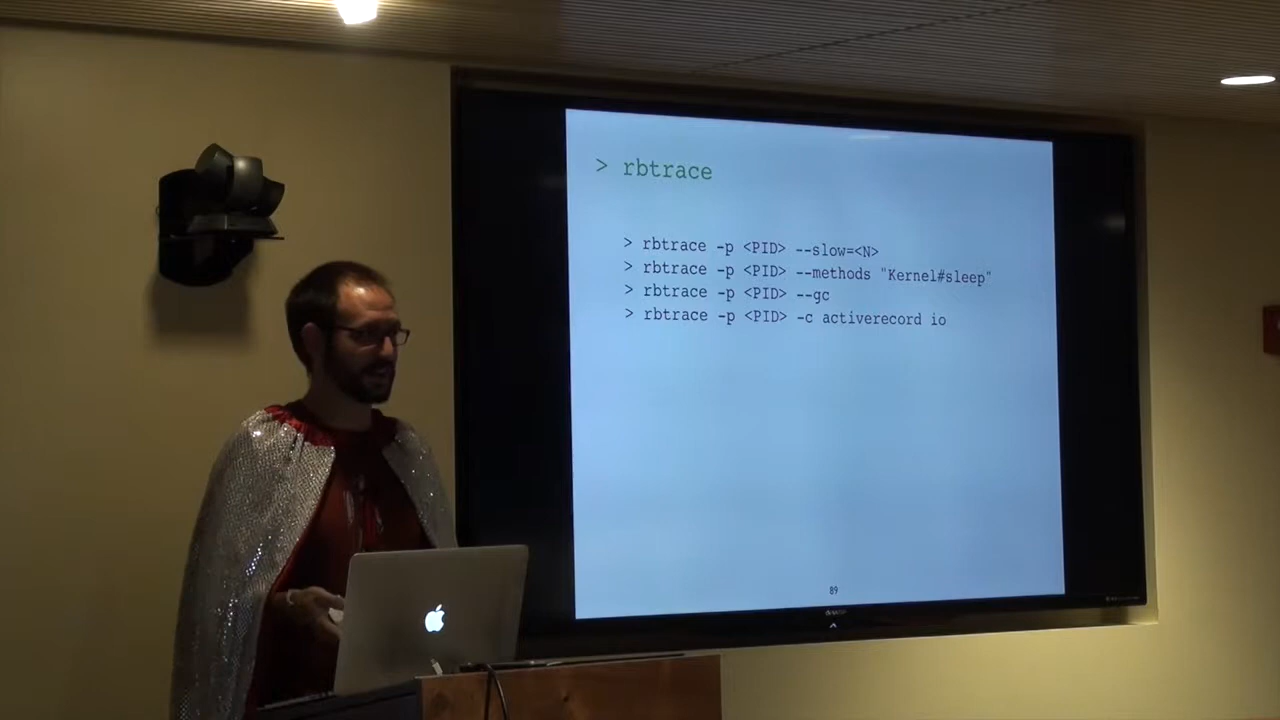 > rbtrace
> rbtrace -p <PID> --slow=<N>
> rbtrace -p <PID> --methods "Kernel#sleep"
> rbtrace -p <PID> --gc
> rbtrace -p <PID> -c activerecord io
89